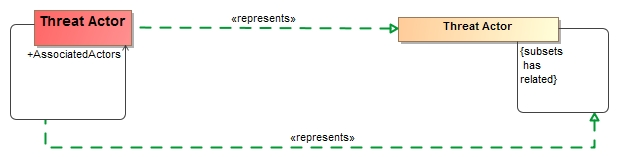 Threat Actor
«represents»
Threat Actor
+AssociatedActors
{subsets
has
related}
«represents»